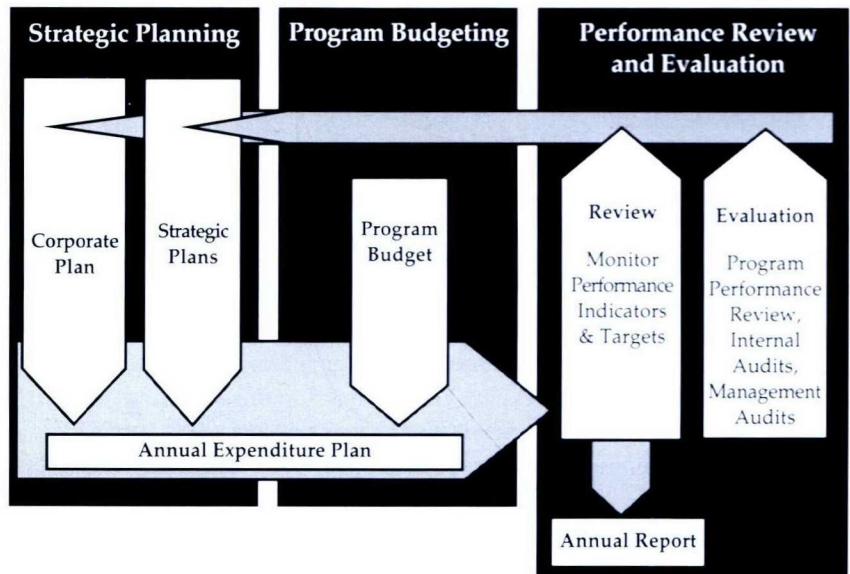 Strategic Planning
Program Budgeting
Performance Review
and Evaluation
Corporate
Plan
Strategic
Plans
Program
Budget
Review
Monitor
Performance
Indicators
& Targets
Evaluation
Program
Performance
Review,
Internal
Audits,
Management
Audits
Annual Expenditure Plan
Annual Report